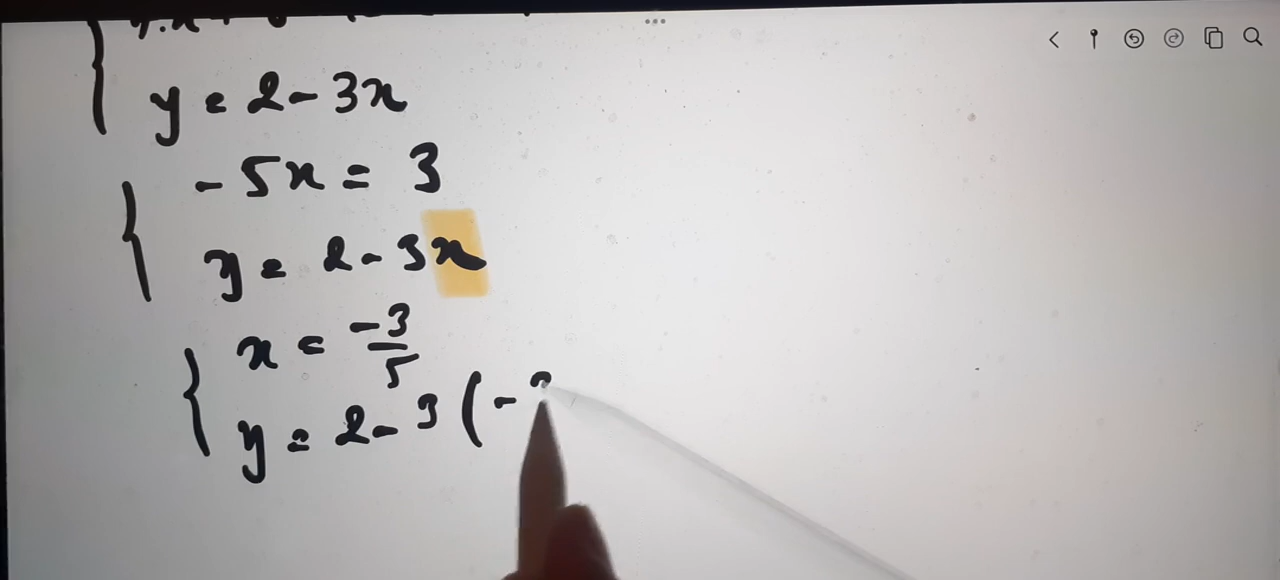 y = 2 - 3x
- 5x = 3
y = 2 - 3x
x = -3/5
y = 2 - 3 ( -